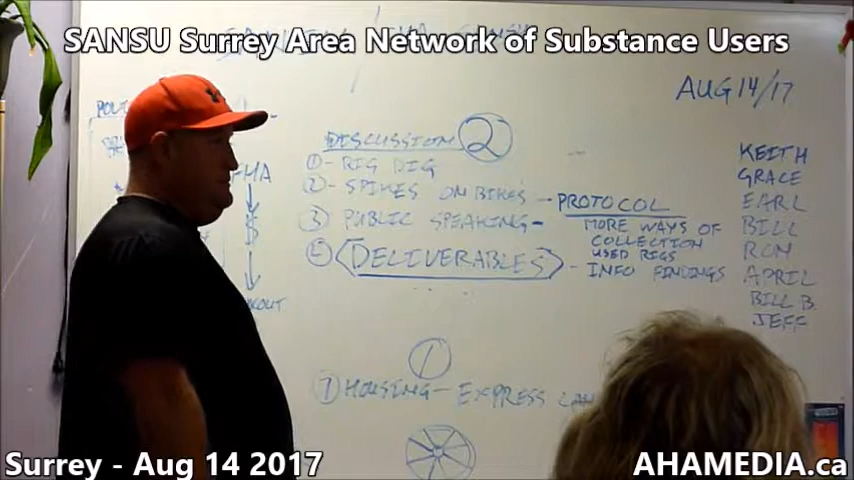 SANSU Surrey Area Network of Substance Users
AUG 14/17
DISCUSSION 2
1 - RIG DIG
2 - SPIKES ON BIKES - PROTOCOL
3 PUBLIC SPEAKING -
MORE WAYS OF
COLLECTION
USED RIGS
4 <DELIVERABLES> - INFO FINDINGS
FHA
$
KEITH
GRACE
EARL
BILL
RON
APRIL
BILL B.
JEFF
1
1 HOUSING - EXPRESS
Surrey - Aug 14 2017
AHAMEDIA.ca